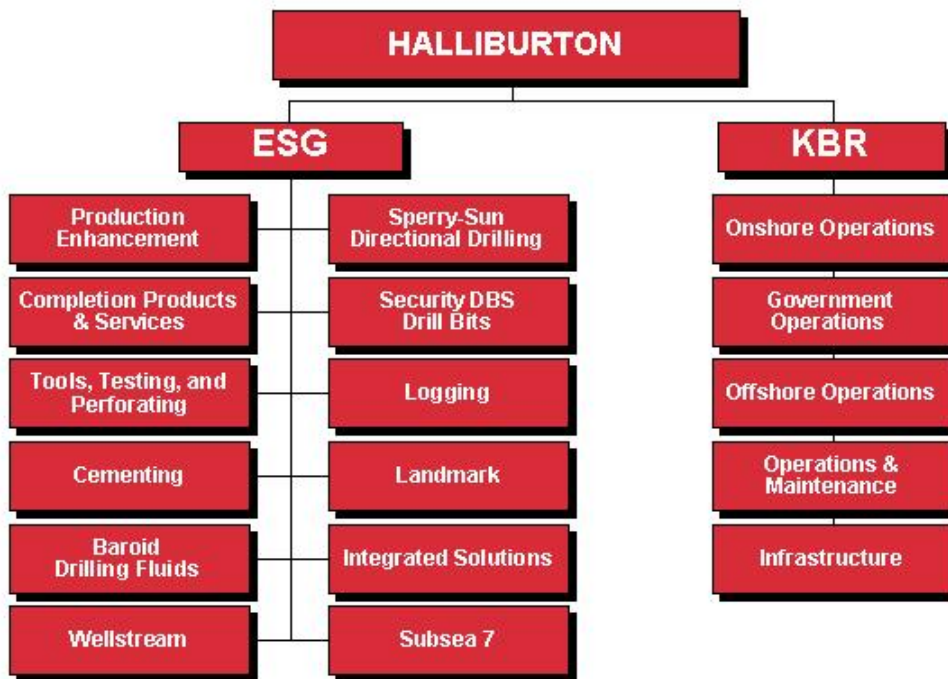 HALLIBURTON
ESG
KBR
Production
Enhancement
Sperry-Sun
Directional Drilling
Onshore Operations
Completion Products
& Services
Security DBS
Drill Bits
Government
Operations
Tools, Testing, and
Perforating
Logging
Offshore Operations
Cementing
Landmark
Operations &
Maintenance
Baroid
Drilling Fluids
Integrated Solutions
Infrastructure
Wellstream
Subsea 7